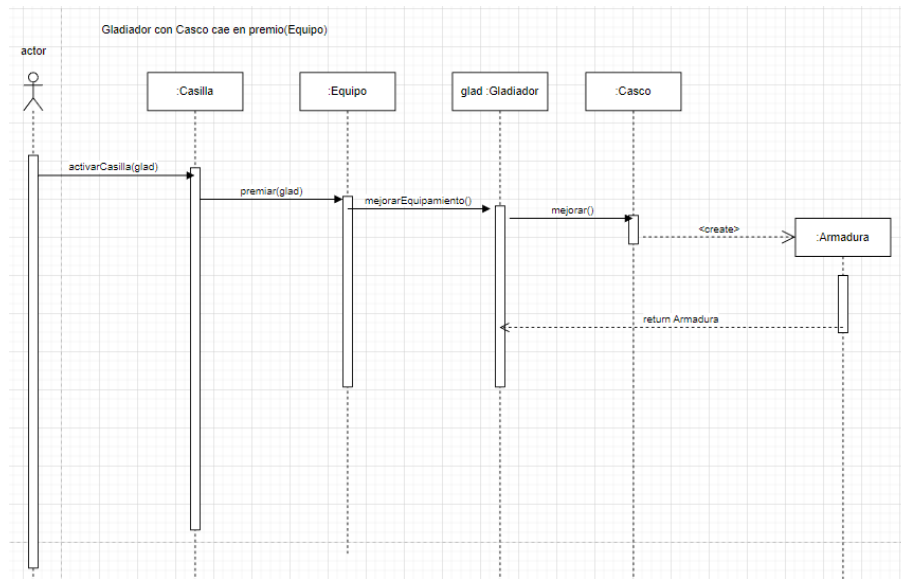 Gladiador con Casco cae en premio(Equipo)
actor
:Casilla
:Equipo
glad :Gladiador
:Casco
activarCasilla(glad)
premiar(glad)
mejorarEquipamiento()
mejorar()
<create>
:Armadura
return Armadura